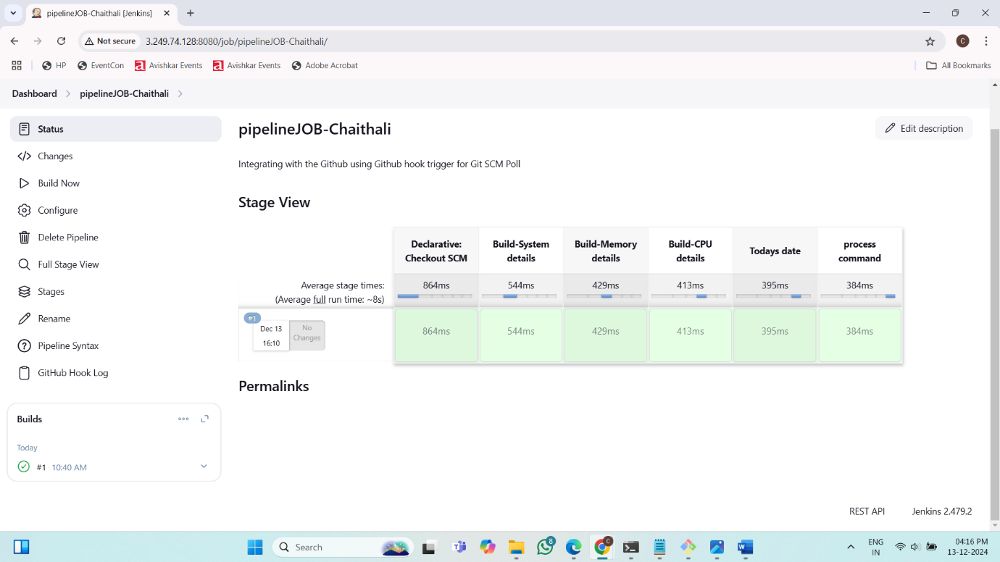 pipelineJOB-Chaithali [Jenkins]
Not secure
3.249.74.128:8080/job/pipelineJOB-Chaithali/
C
HP
EventCon
Avishkar Events
Avishkar Events
Adobe Acrobat
All Bookmarks
Dashboard
pipelineJOB-Chaithali
Status
Changes
Build Now
Configure
Delete Pipeline
Full Stage View
Stages
Rename
Pipeline Syntax
GitHub Hook Log
Builds
Today
#1 10:40 AM
pipelineJOB-Chaithali
Edit description
Integrating with the Github using Github hook trigger for Git SCM Poll
Stage View
Declarative:
Checkout SCM
Build-System
details
Build-Memory
details
Build-CPU
details
Todays date
process
command
Average stage times:
(Average full run time: ~8s)
864ms
544ms
429ms
413ms
395ms
384ms
#1
Dec 13
16:10
No
Changes
864ms
544ms
429ms
413ms
395ms
384ms
Permalinks
REST API
Jenkins 2.479.2
Search
8
C
ENG
IN
04:16 PM
13-12-2024